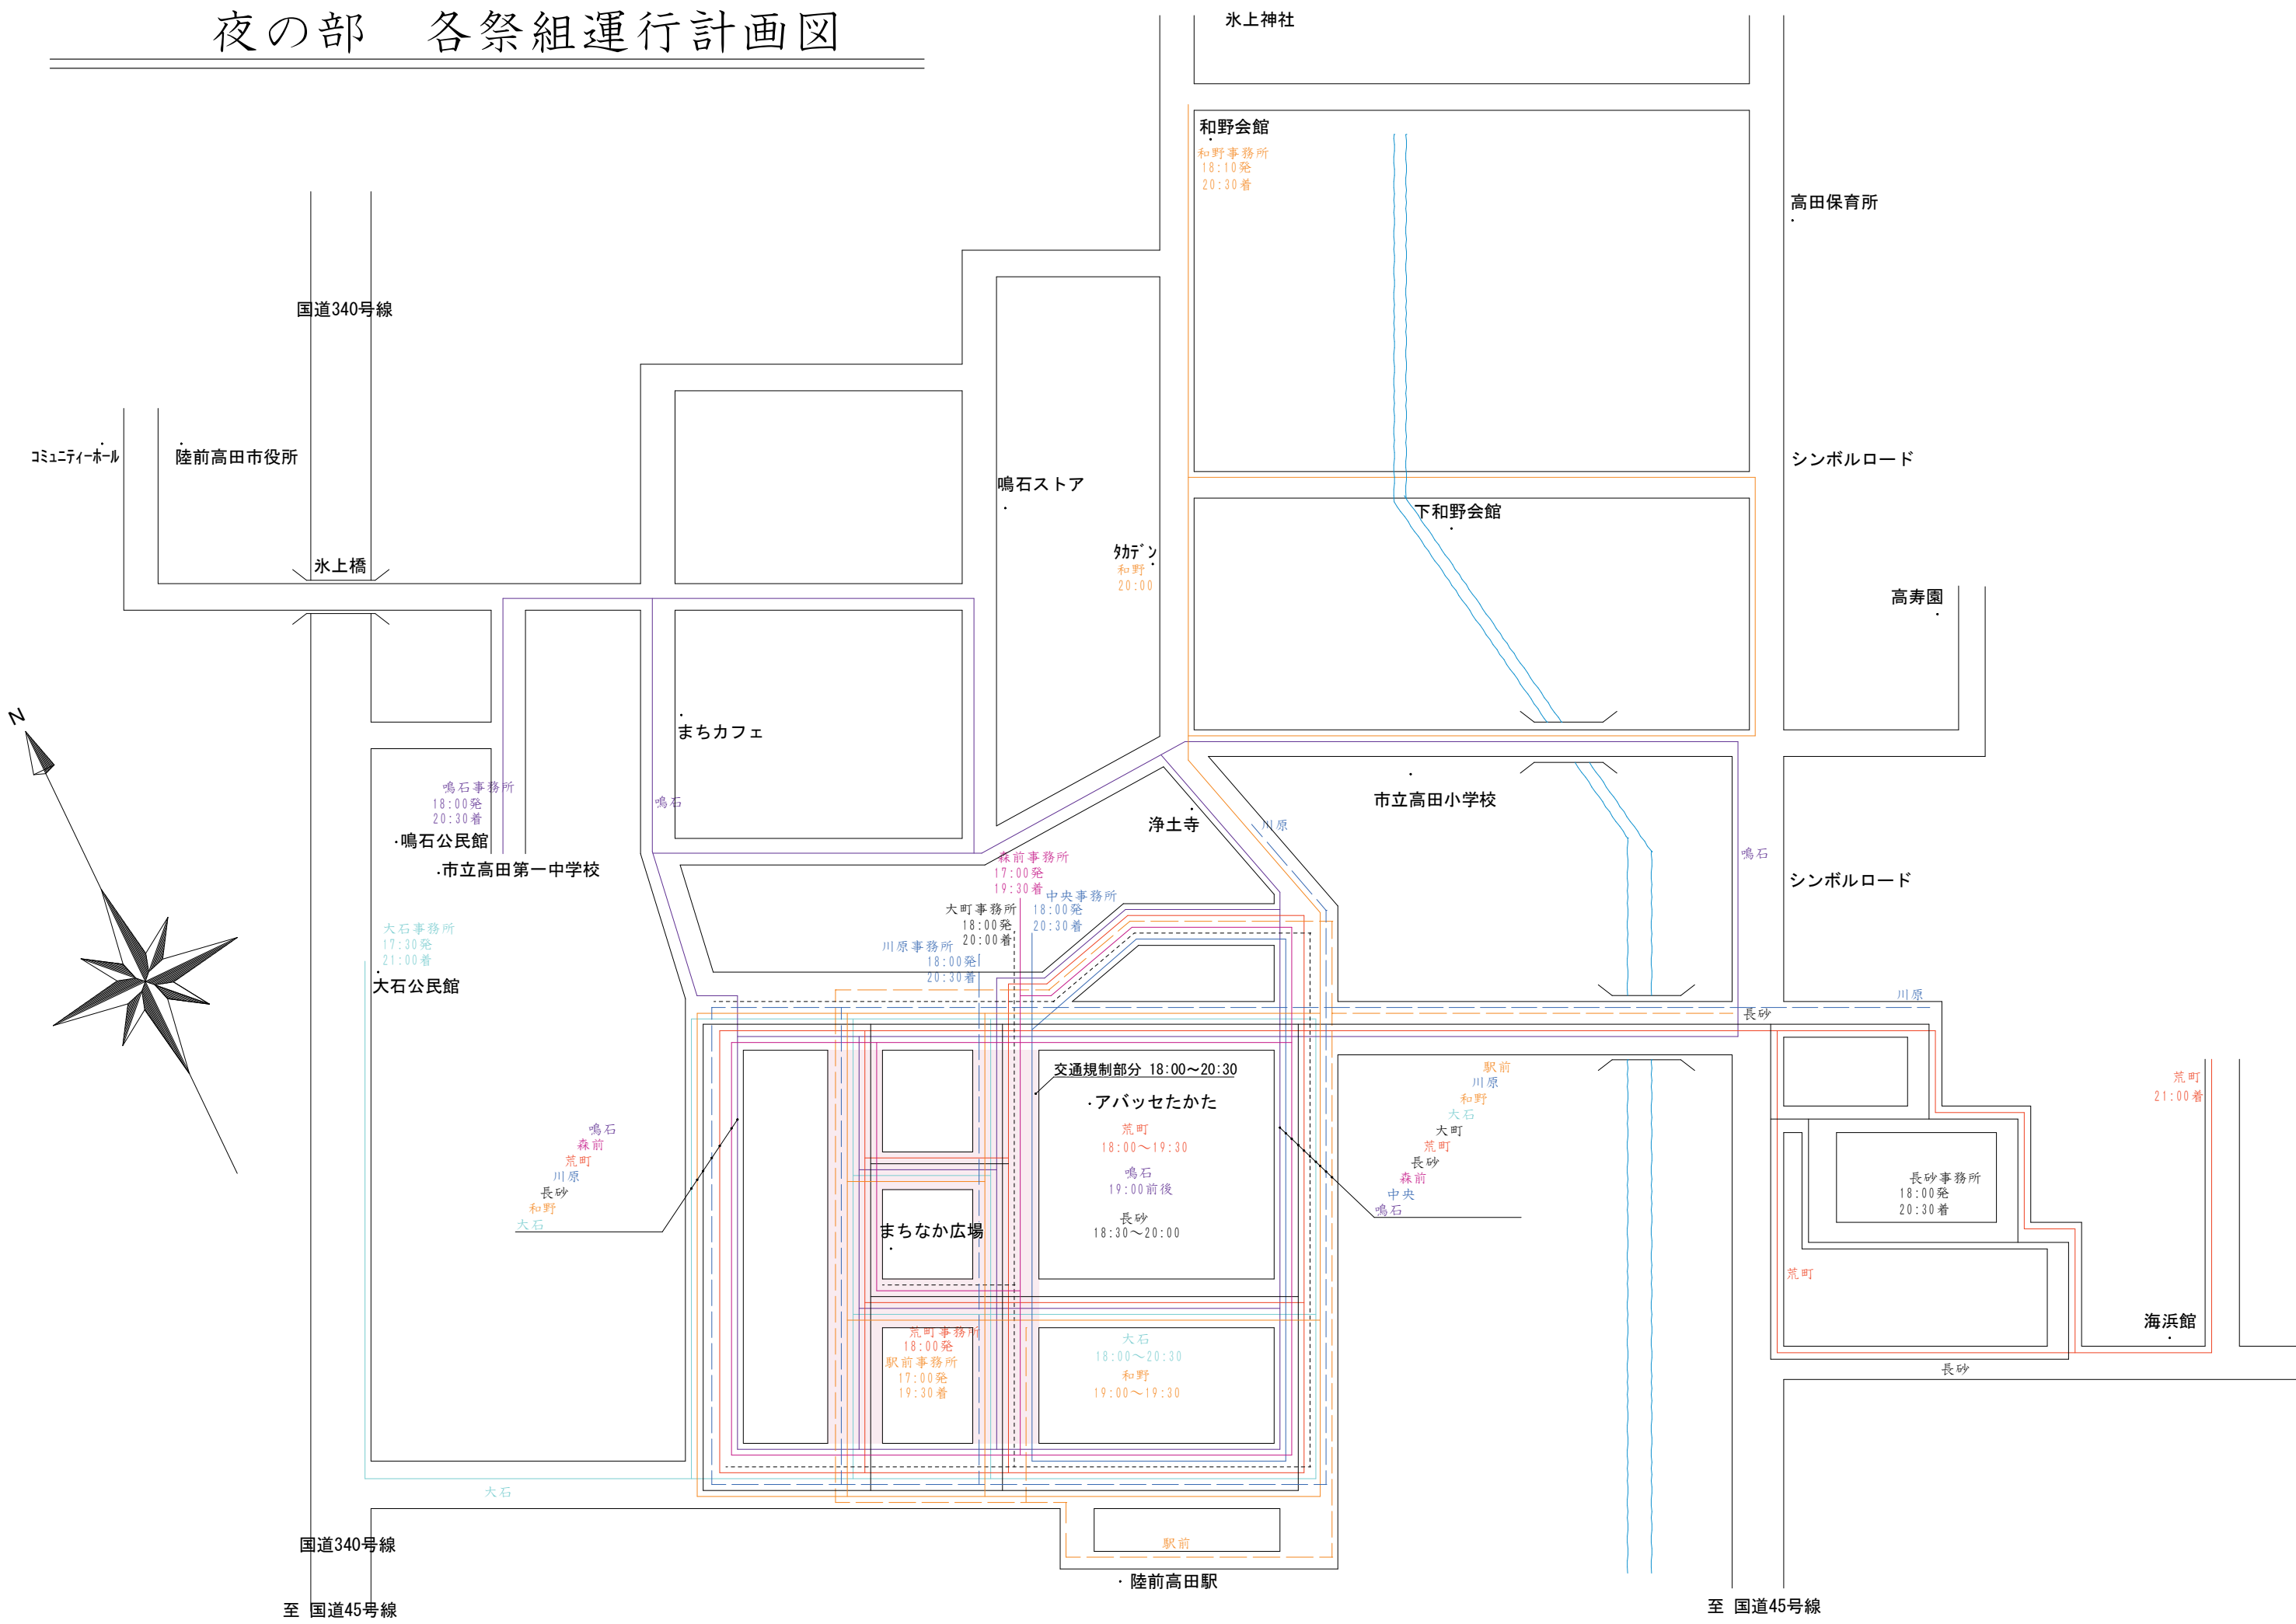 夜の部　各祭組運行計画図
氷上神社
和野会館
和野事務所
18:10発
20:30着
高田保育所
国道340号線
コミュニティーホール
陸前高田市役所
鳴石ストア
シンボルロード
下和野会館
タカデン
和野
20:00
氷上橋
高寿園
N
まちカフェ
鳴石事務所
18:00発
20:30着
鳴石
鳴石公民館
市立高田第一中学校
市立高田小学校
浄土寺
川原
鳴石
シンボルロード
森前事務所
17:00発
19:30着
中央事務所
18:00発
20:30着
大町事務所
18:00発
20:00着
川原事務所
18:00発
20:30着
大石事務所
17:30発
21:00着
大石公民館
川原
長砂
交通規制部分 18:00～20:30
アバッセたかた
荒町
18:00～19:30
鳴石
19:00前後
長砂
18:30～20:00
駅前
川原
和野
大石
大町
荒町
長砂
森前
中央
鳴石
鳴石
森前
荒町
川原
長砂
和野
大石
荒町
21:00着
長砂事務所
18:00発
20:30着
まちなか広場
荒町
海浜館
長砂
荒町事務所
18:00発
駅前事務所
17:00発
19:30着
大石
18:00～20:30
和野
19:00～19:30
大石
国道340号線
駅前
陸前高田駅
至 国道45号線
至 国道45号線